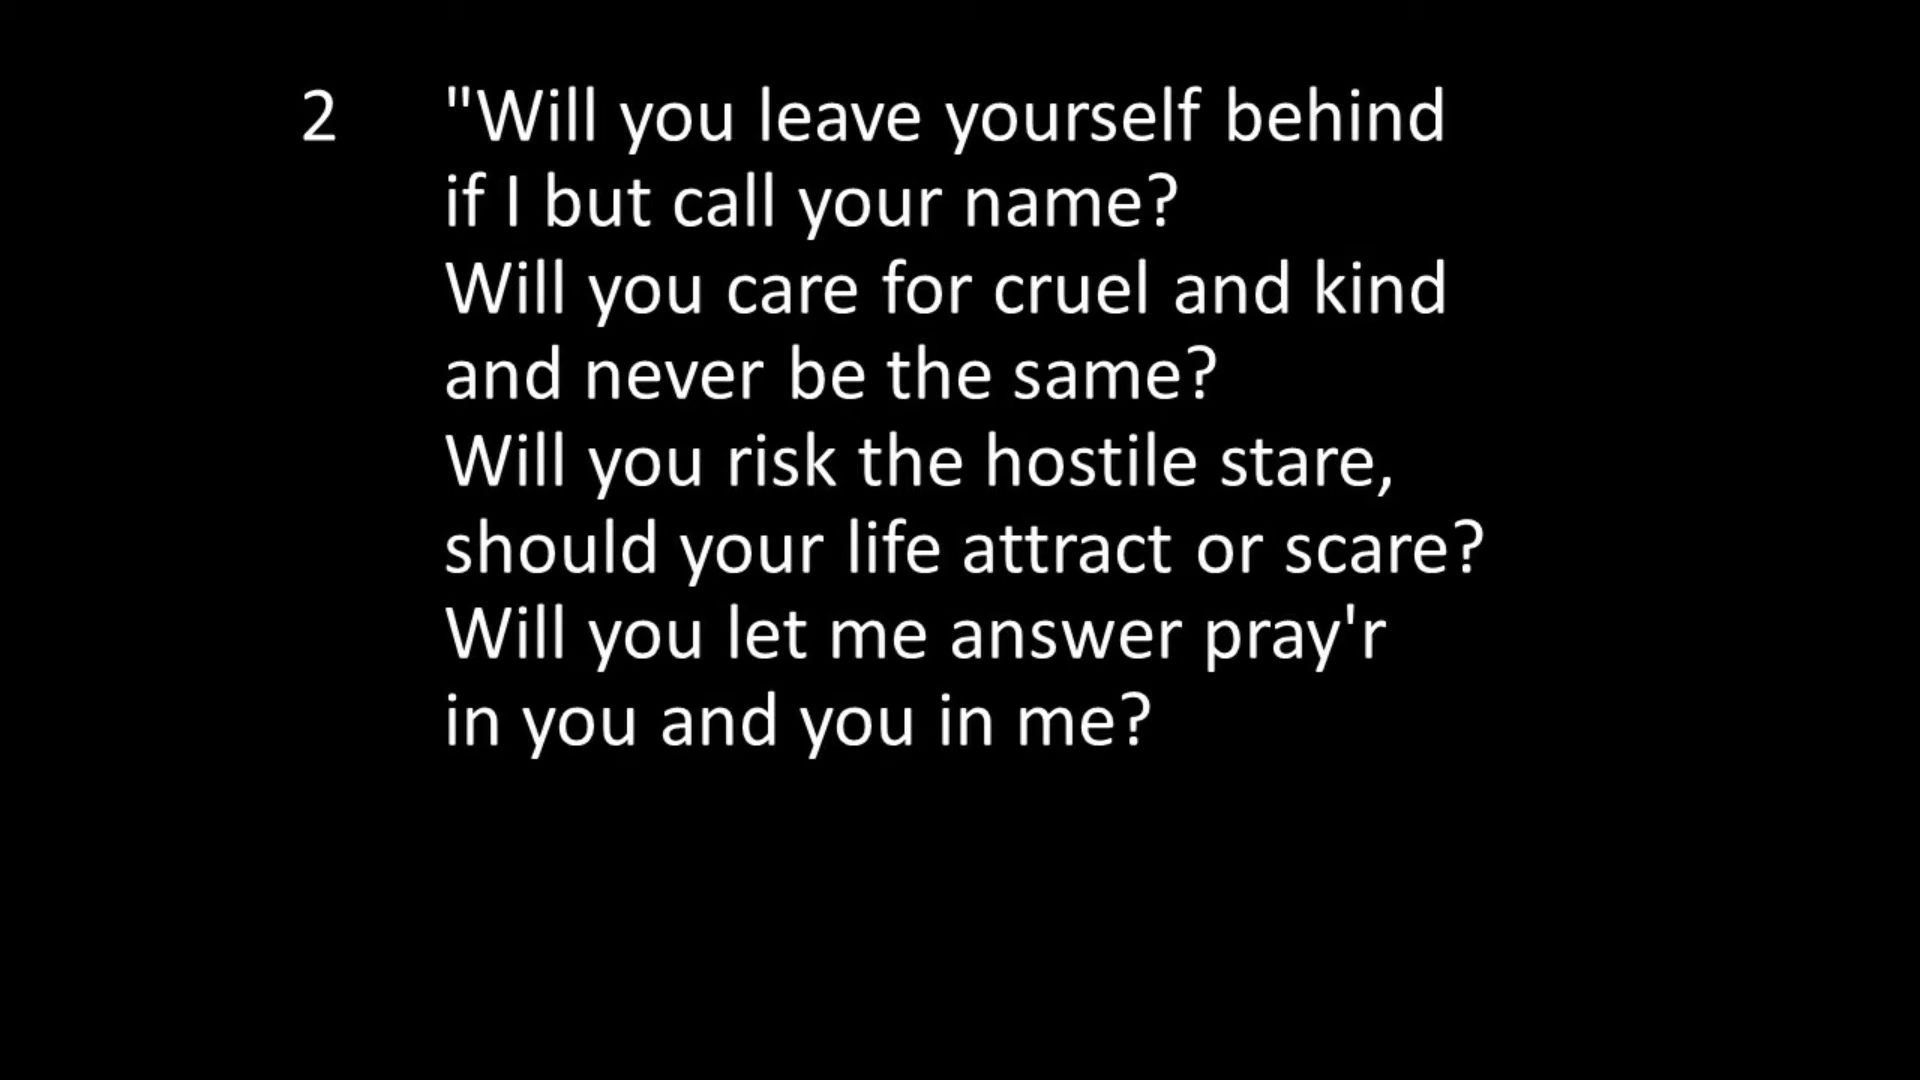 2 "Will you leave yourself behind
if I but call your name?
Will you care for cruel and kind
and never be the same?
Will you risk the hostile stare,
should your life attract or scare?
Will you let me answer pray'r
in you and you in me?